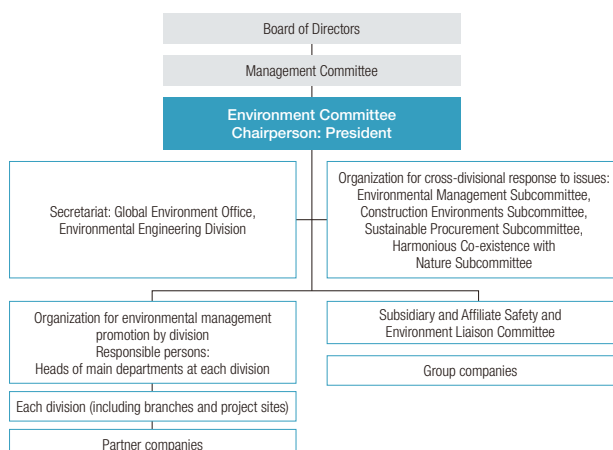 Board of Directors
Management Committee
Environment Committee
Chairperson: President
Secretariat: Global Environment Office,
Environmental Engineering Division
Organization for cross-divisional response to issues:
Environmental Management Subcommittee,
Construction Environments Subcommittee,
Sustainable Procurement Subcommittee,
Harmonious Co-existence with
Nature Subcommittee
Organization for environmental management
promotion by division
Responsible persons:
Heads of main departments at each division
Subsidiary and Affiliate Safety and
Environment Liaison Committee
Group companies
Each division (including branches and project sites)
Partner companies